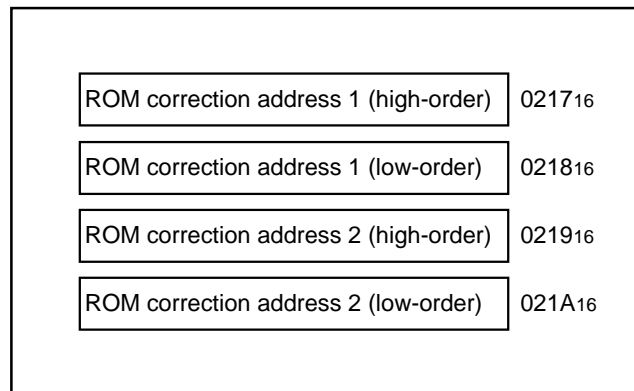 ROM correction address 1 (high-order) 0217₁₆
ROM correction address 1 (low-order) 0218₁₆
ROM correction address 2 (high-order) 0219₁₆
ROM correction address 2 (low-order) 021A₁₆